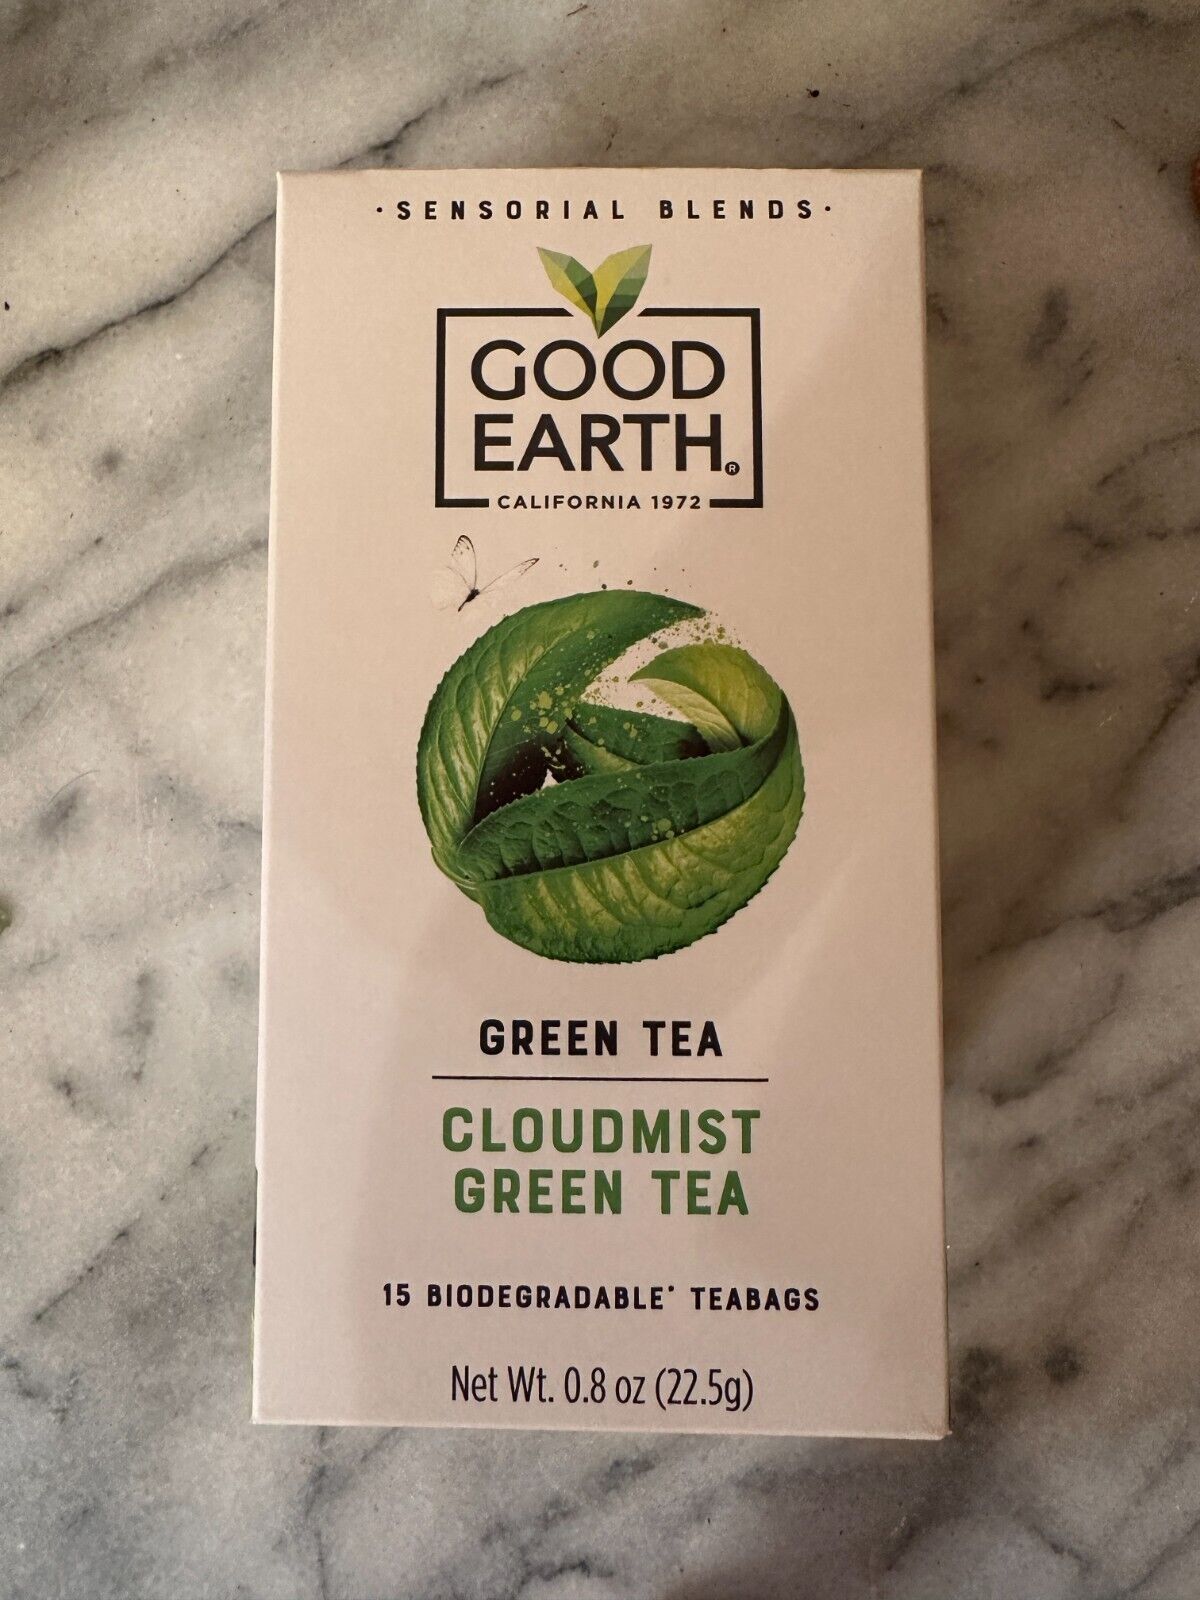 ·SENSORIAL BLENDS·
GOOD
EARTH®
CALIFORNIA 1972
GREEN TEA
CLOUDMIST
GREEN TEA
15 BIODEGRADABLE* TEABAGS
Net Wt. 0.8 oz (22.5g)